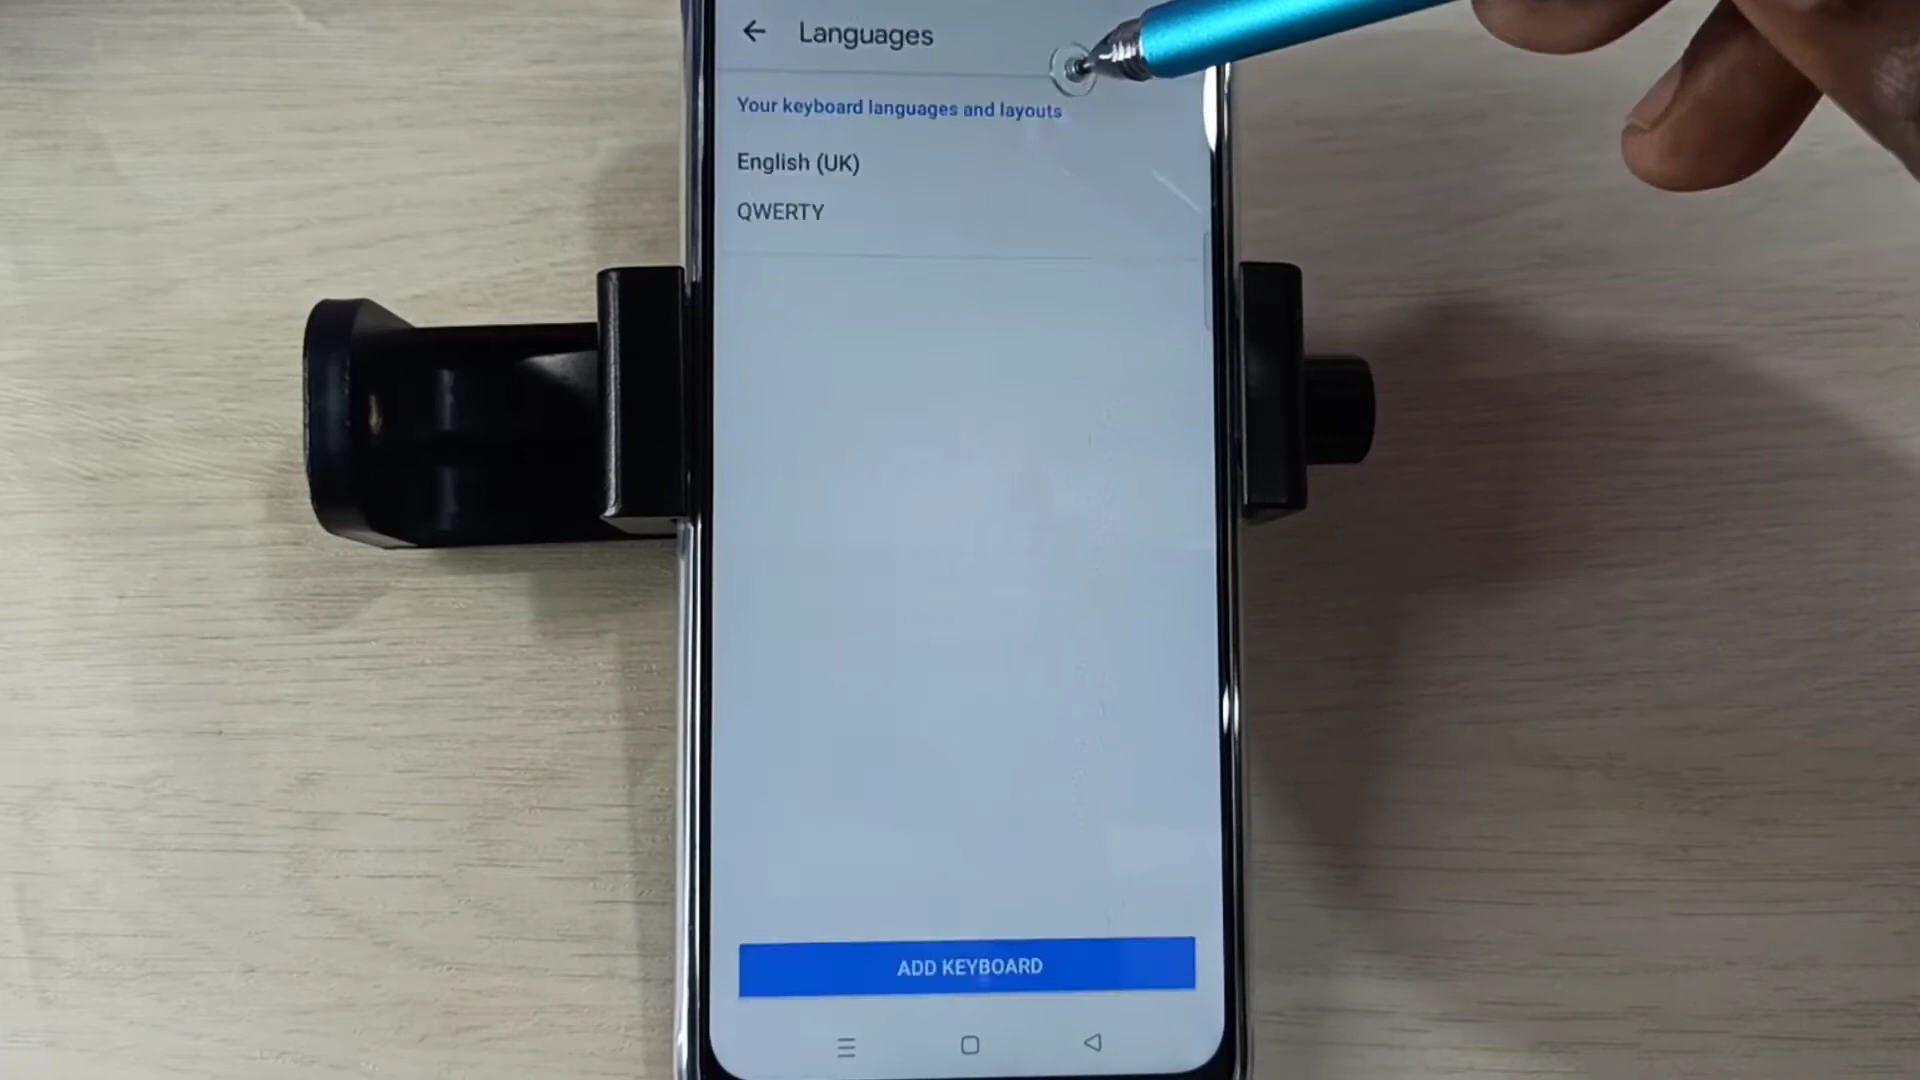 Languages
Your keyboard languages and layouts
English (UK)
QWERTY
ADD KEYBOARD